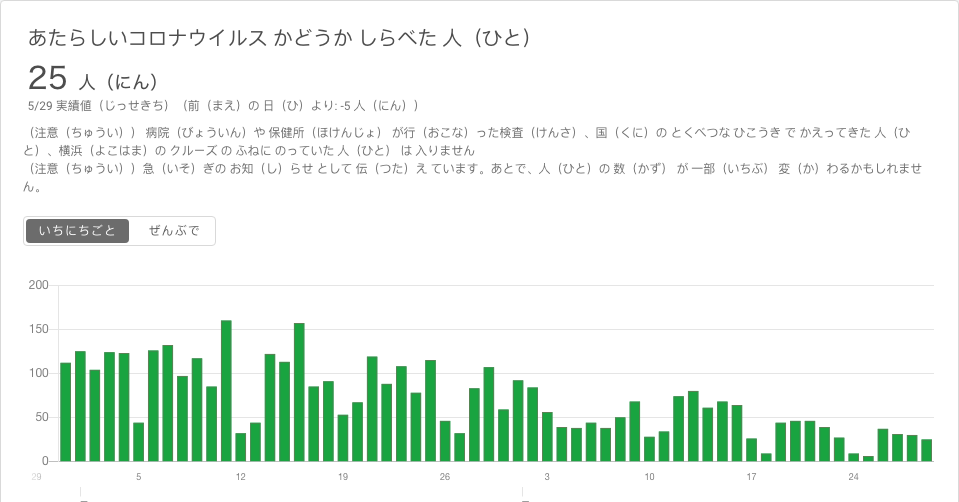 あたらしいコロナウイルス かどうか しらべた 人（ひと）
25 人（にん）
5/29 実績値（じっせきち）（前（まえ）の 日（ひ）より: -5 人（にん））
（注意（ちゅうい）） 病院（びょういん）や 保健所（ほけんじょ） が行（おこな）った検査（けんさ）、国（くに）の とくべつな ひこうき で かえってきた 人（ひ
と）、横浜（よこはま）の クルーズ の ふねに のっていた 人（ひと） は 入りません
（注意（ちゅうい））急（いそ）ぎの お知（し）らせ として 伝（つた）え ています。あとで、人（ひと）の 数（かず） が 一部（いちぶ） 変（か）わるかもしれませ
ん。
いちにちごと ぜんぶで
200
150
100
50
0
29 5 12 19 26 3 10 17 24